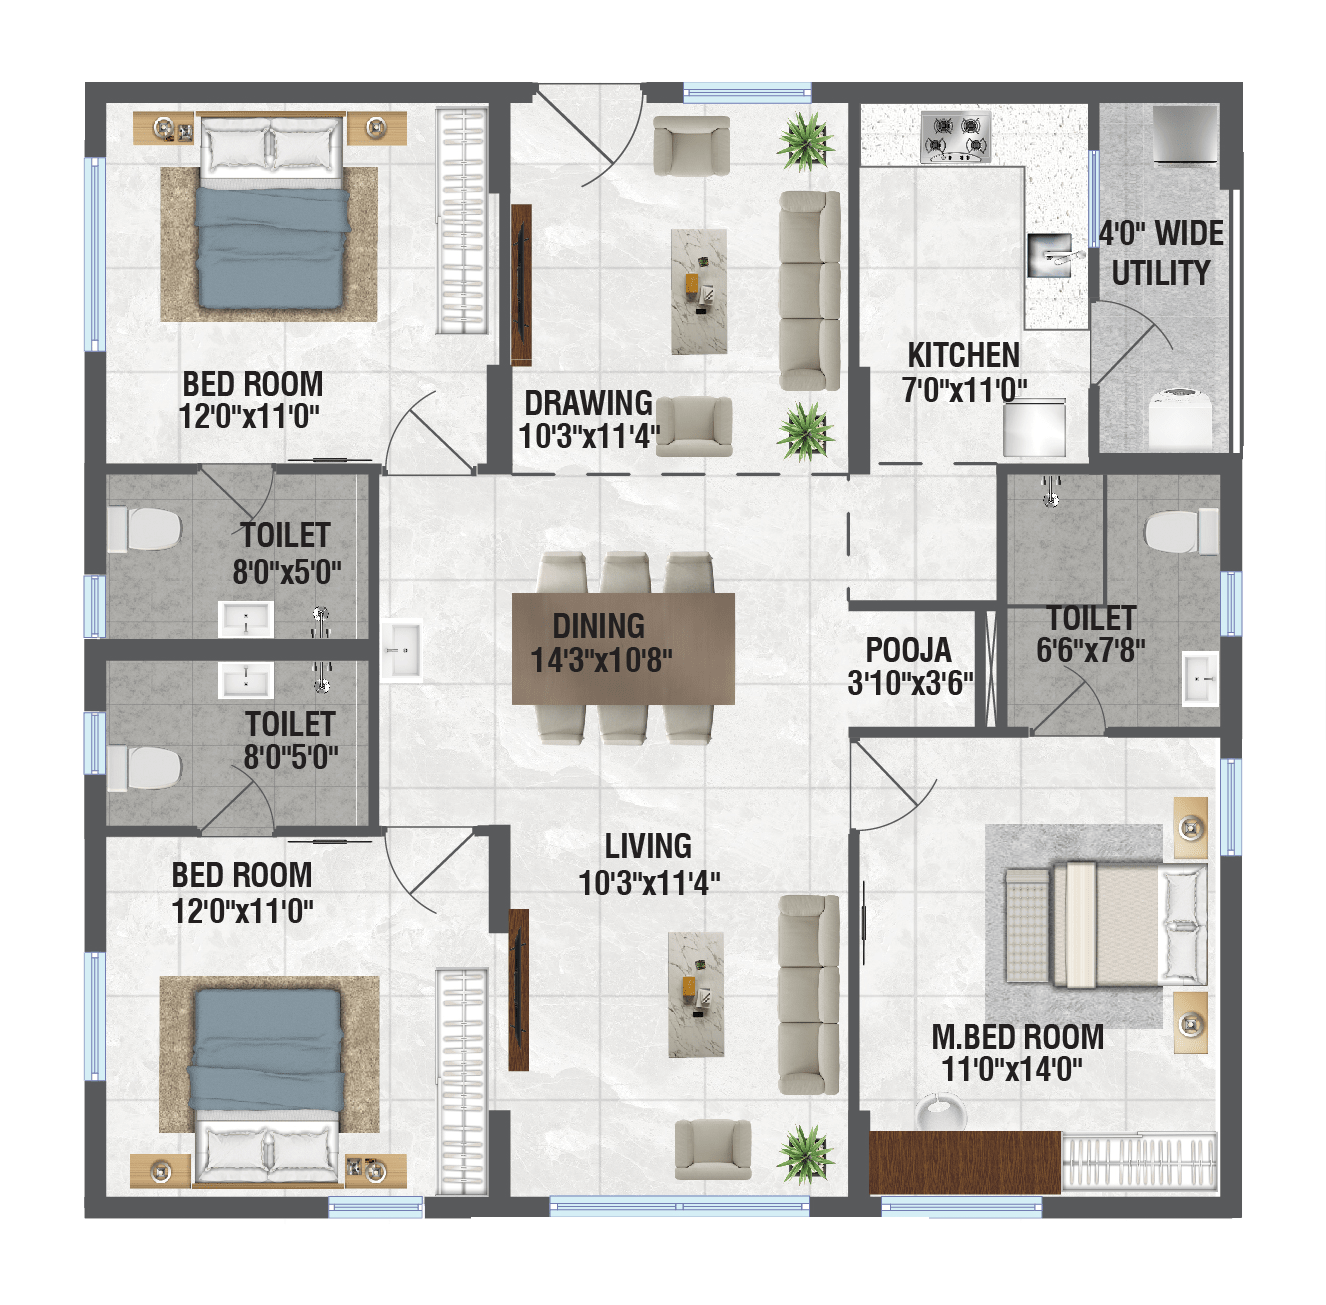 4'0" WIDE
UTILITY
KITCHEN
7'0"x11'0"
BED ROOM
12'0"x11'0"
DRAWING
10'3"x11'4"
TOILET
8'0"x5'0"
DINING
14'3"x10'8"
POOJA
3'10"x3'6"
TOILET
6'6"x7'8"
TOILET
8'0"5'0"
LIVING
10'3"x11'4"
BED ROOM
12'0"x11'0"
M.BED ROOM
11'0"x14'0"